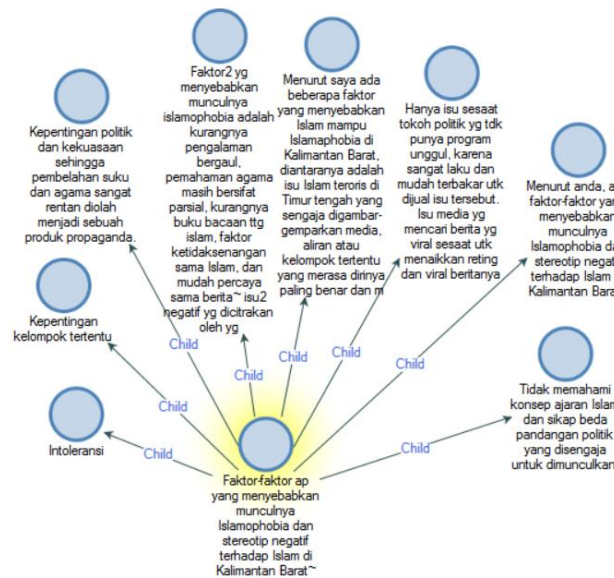 Kepentingan politik
dan kekuasaan
sehingga
pembelahan suku
dan agama sangat
rentan diolah
menjadi sebuah
produk propaganda.
Faktor2 yg
menyebabkan
munculnya
islamophobia adalah
kurangnya
pengalaman
bergaul,
pemahaman agama
masih bersifat
parsial, kurangnya
buku bacaan ttg
islam, faktor
ketidaksenangan
sama Islam, dan
mudah percaya
sama berita~ isu2
negatif yg dicitrakan
oleh yg
Menurut saya ada
beberapa faktor
yang menyebabkan
Islam mampu
Islamaphobia di
Kalimantan Barat,
diantaranya adalah
isu Islam teroris di
Timur tengah yang
sengaja digambar-
gemparkan media,
aliran atau
kelompok tertentu
yang merasa dirinya
paling benar dan m
Hanya isu sesaat
tokoh politik yg tdk
punya program
unggul, karena
sangat laku dan
mudah terbakar utk
dijual isu tersebut.
Isu media yg
mencari berita yg
viral sesaat utk
menaikkan reting
dan viral beritanya
Menurut anda, a
faktor-faktor yan
menyebabkan
munculnya
Islamophobia da
stereotip negati
terhadap Islam
Kalimantan Bara
Kepentingan
kelompok tertentu
Intoleransi
Tidak memahami
konsep ajaran Islam
dan sikap beda
pandangan politik
yang disengaja
untuk dimunculkan
Child
Child
Child
Child
Child
Child
Child
Child
Faktor-faktor ap
yang menyebabkan
munculnya
Islamophobia dan
stereotip negatif
terhadap Islam di
Kalimantan Barat~